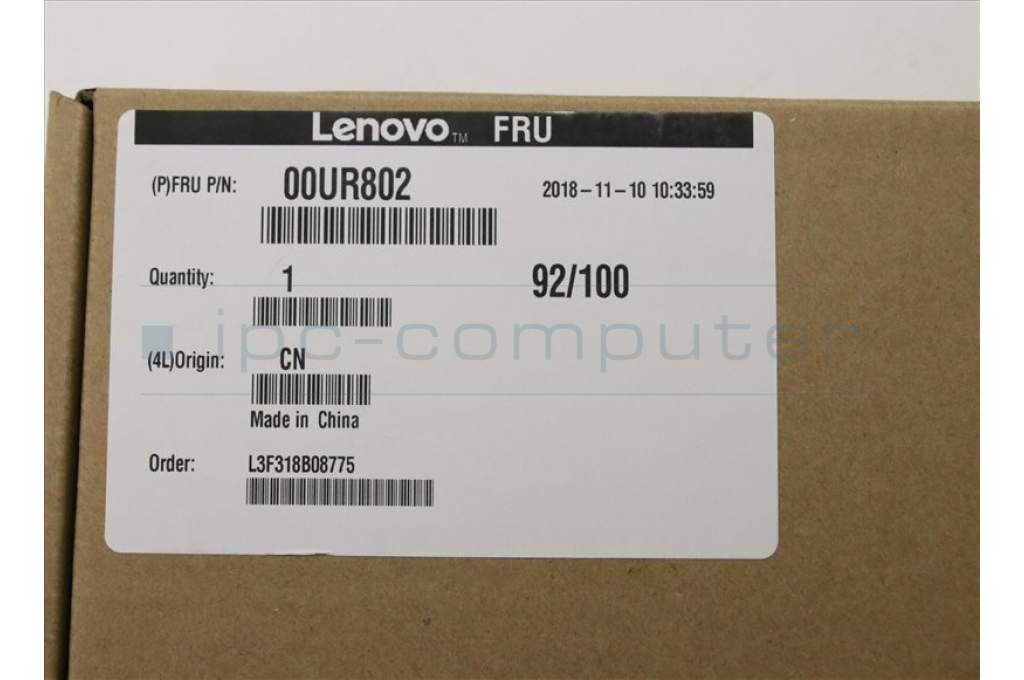 Lenovo™ FRU
(P)FRU P/N: 00UR802 2018-11-10 10:33:59
Quantity: 1 92/100
ipc-computer
(4L)Origin: CN
Made in China
Order: L3F318B08775